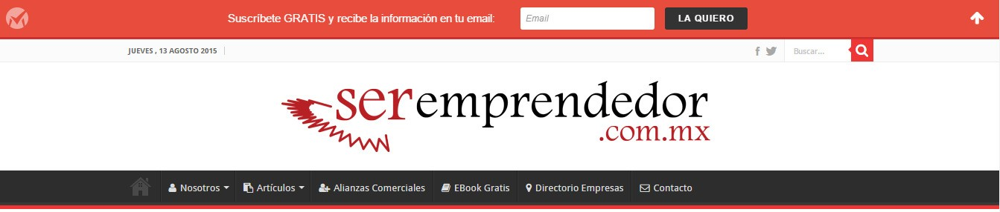 Suscríbete GRATIS y recibe la información en tu email: Email LA QUIERO
JUEVES , 13 AGOSTO 2015 Buscar...
seremprendedor
.com.mx
Nosotros Artículos Alianzas Comerciales EBook Gratis Directorio Empresas Contacto